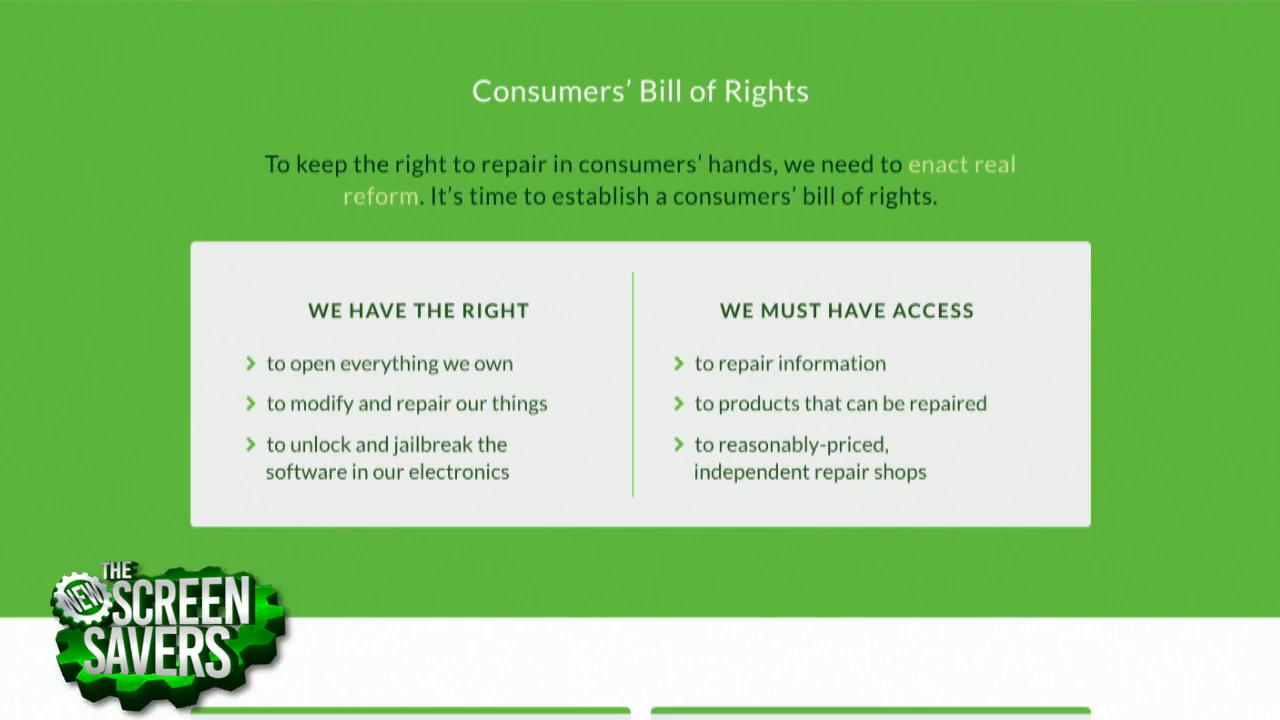 Consumers’ Bill of Rights
To keep the right to repair in consumers’ hands, we need to enact real
reform. It’s time to establish a consumers’ bill of rights.
WE HAVE THE RIGHT
to open everything we own
to modify and repair our things
to unlock and jailbreak the
software in our electronics
WE MUST HAVE ACCESS
to repair information
to products that can be repaired
to reasonably-priced,
independent repair shops
THE
NEW
SCREEN
SAVERS